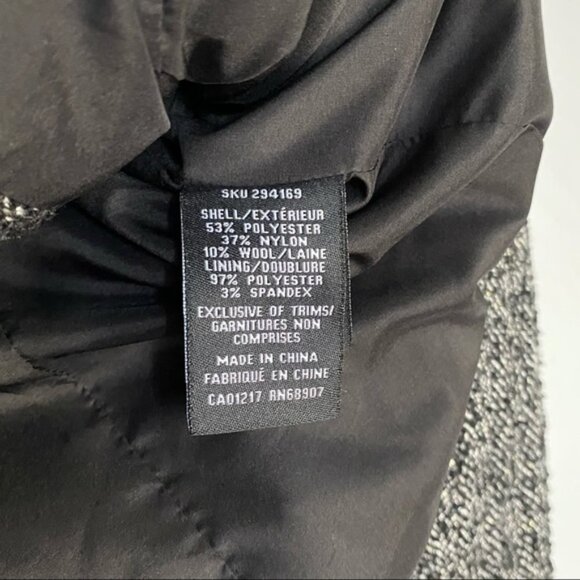 SKU 294169
SHELL/EXTÉRIEUR
53% POLYESTER
37% NYLON
10% WOOL/LAINE
LINING/DOUBLURE
97% POLYESTER
3% SPANDEX
EXCLUSIVE OF TRIMS/
GARNITURES NON
COMPRISES
MADE IN CHINA
FABRIQUÉ EN CHINE
CA01217 RN68907